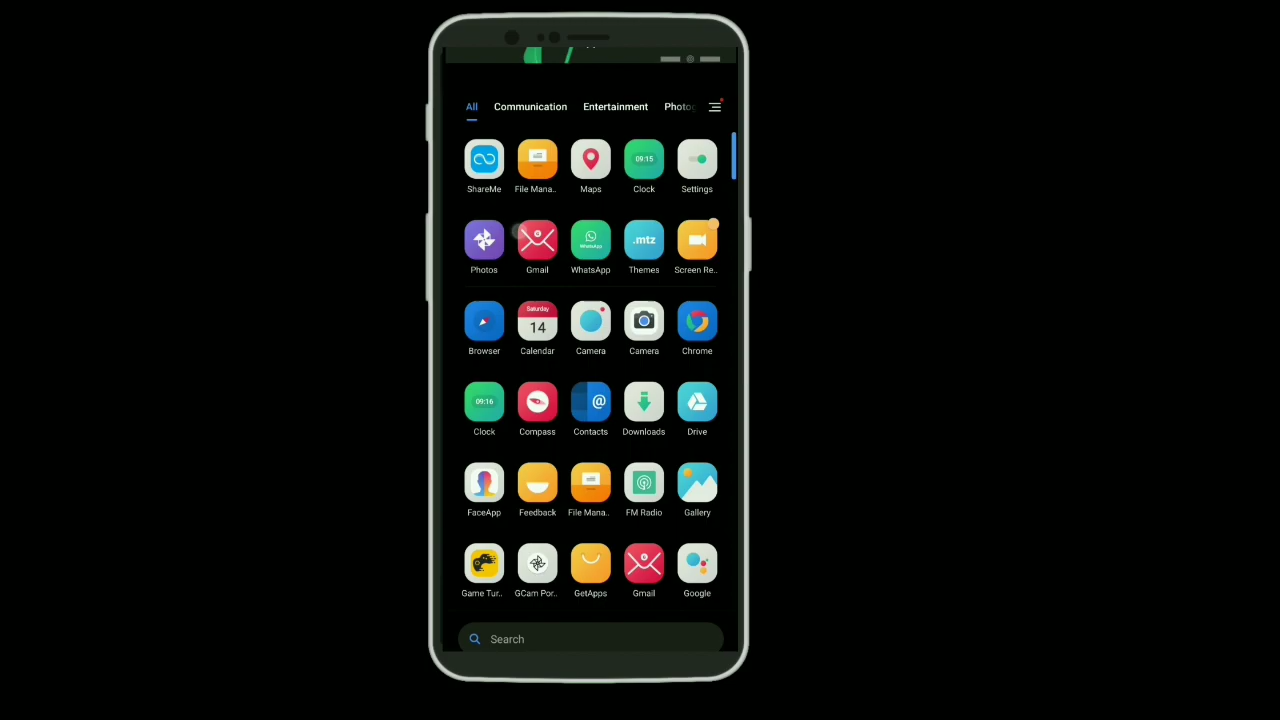 All Communication Entertainment Photo
09:15
ShareMe File Mana.. Maps Clock Settings
WhatsApp .mtz
Photos Gmail WhatsApp Themes Screen Re..
Saturday
14
Browser Calendar Camera Camera Chrome
09:16 @
Clock Compass Contacts Downloads Drive
FaceApp Feedback File Mana.. FM Radio Gallery
Game Tur.. GCam Por.. GetApps Gmail Google
Search